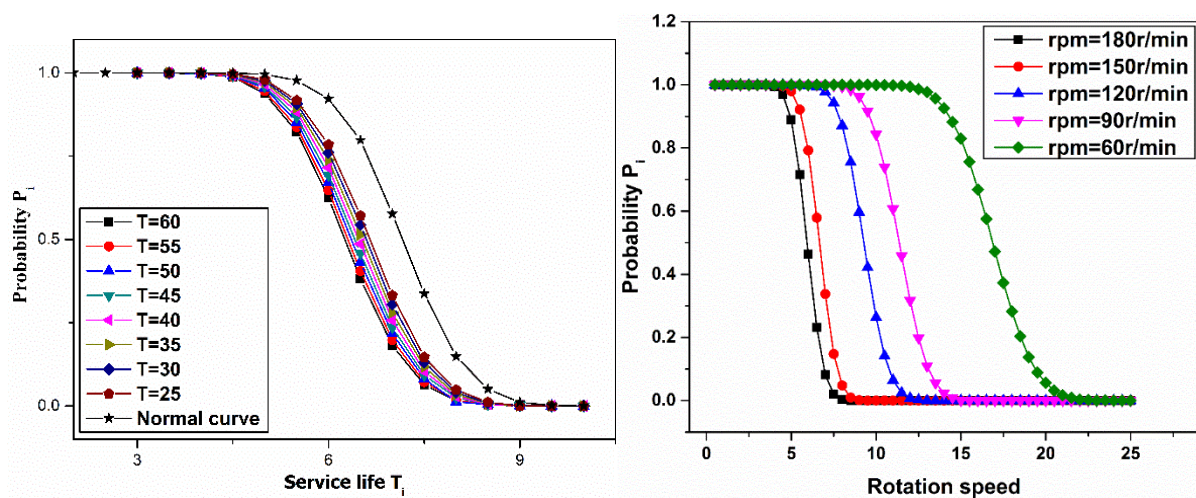 Probability P_i
1.0
0.5
0.0
T=60
T=55
T=50
T=45
T=40
T=35
T=30
T=25
Normal curve
3
6
9
Service life T_i
Probability P_i
1.2
1.0
0.8
0.6
0.4
0.2
0.0
rpm=180r/min
rpm=150r/min
rpm=120r/min
rpm=90r/min
rpm=60r/min
0
5
10
15
20
25
Rotation speed